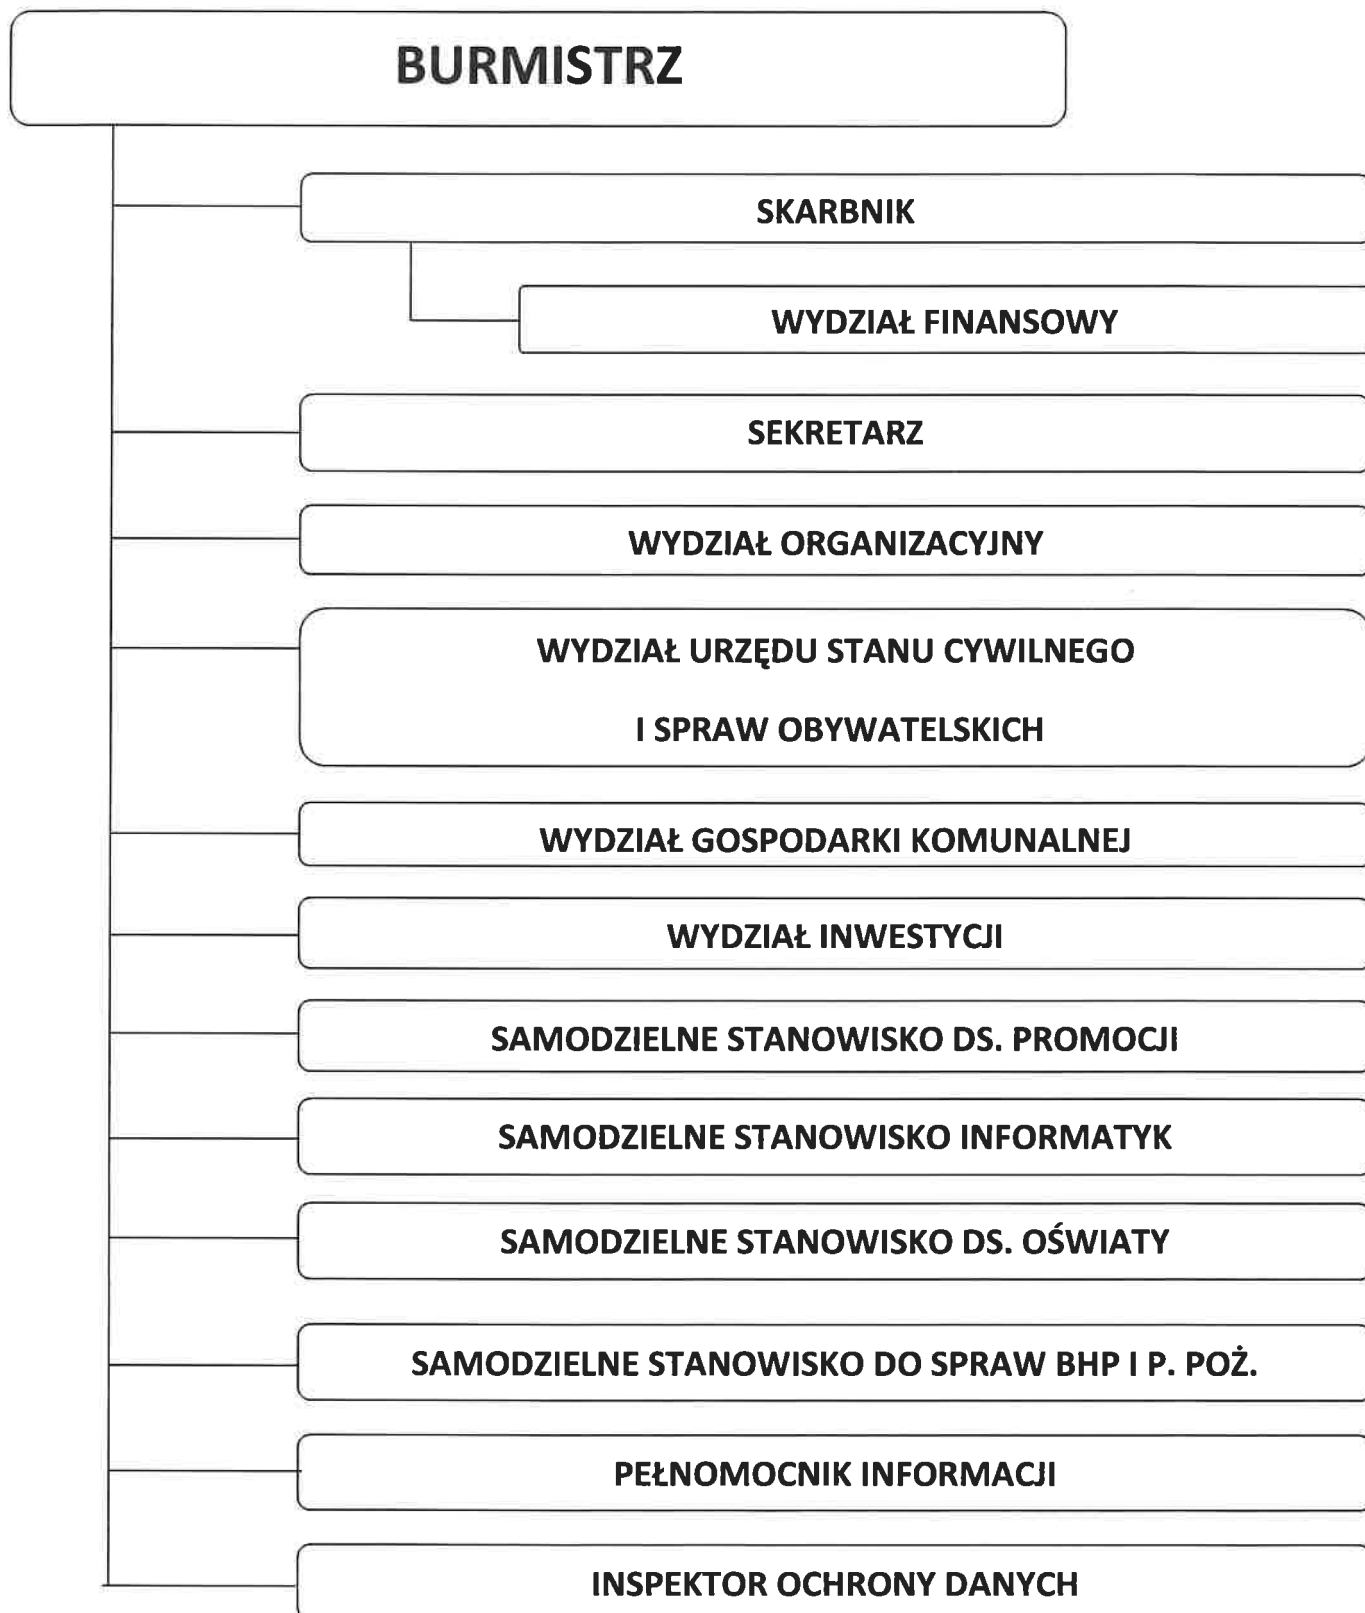 BURMISTRZ
SKARBNIK
WYDZIAŁ FINANSOWY
SEKRETARZ
WYDZIAŁ ORGANIZACYJNY
WYDZIAŁ URZĘDU STANU CYWILNEGO
I SPRAW OBYWATELSKICH
WYDZIAŁ GOSPODARKI KOMUNALNEJ
WYDZIAŁ INWESTYCJI
SAMODZIELNE STANOWISKO DS. PROMOCJI
SAMODZIELNE STANOWISKO INFORMATYK
SAMODZIELNE STANOWISKO DS. OŚWIATY
SAMODZIELNE STANOWISKO DO SPRAW BHP I P. POŻ.
PEŁNOMOCNIK INFORMACJI
INSPEKTOR OCHRONY DANYCH